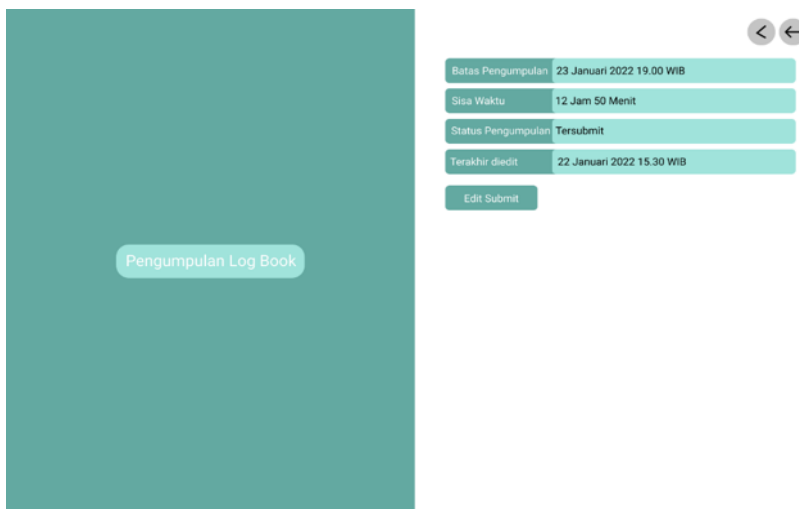 Pengumpulan Log Book
Batas Pengumpulan 23 Januari 2022 19.00 WIB
Sisa Waktu 12 Jam 50 Menit
Status Pengumpulan Tersubmit
Terakhir diedit 22 Januari 2022 15.30 WIB
Edit Submit